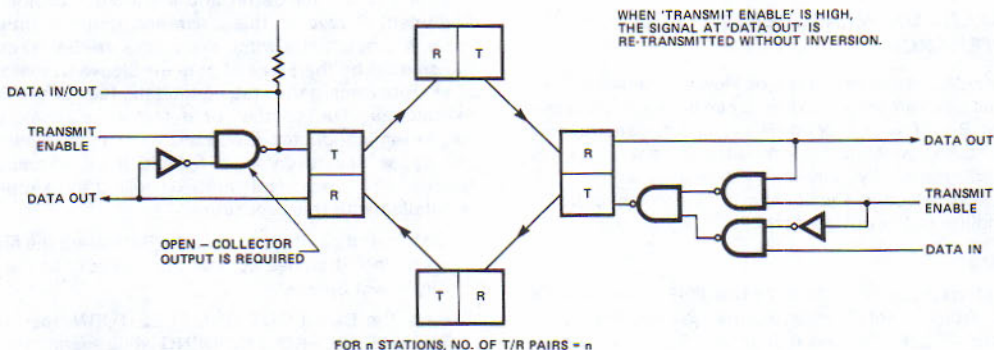 WHEN 'TRANSMIT ENABLE' IS HIGH,
THE SIGNAL AT 'DATA OUT' IS
RE-TRANSMITTED WITHOUT INVERSION.
R T
DATA IN/OUT
TRANSMIT
ENABLE
DATA OUT
T
R
OPEN – COLLECTOR
OUTPUT IS REQUIRED
R
T
DATA OUT
TRANSMIT
ENABLE
DATA IN
T R
FOR n STATIONS, NO. OF T/R PAIRS = n